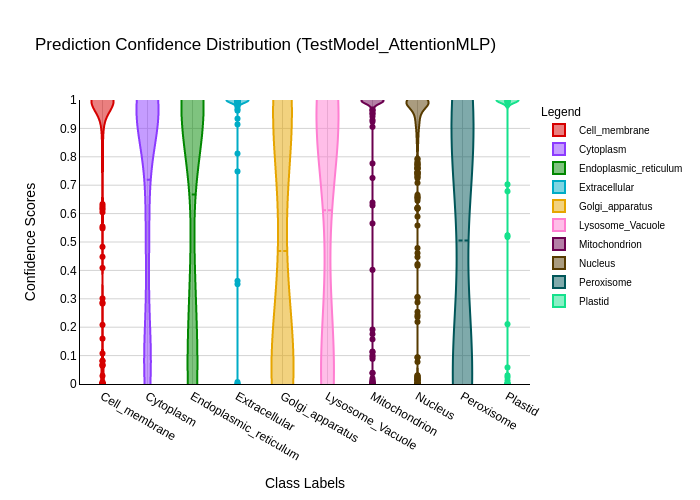 Prediction Confidence Distribution (TestModel_AttentionMLP)
Legend
Cell_membrane
Cytoplasm
Endoplasmic_reticulum
Extracellular
Golgi_apparatus
Lysosome_Vacuole
Mitochondrion
Nucleus
Peroxisome
Plastid
Confidence Scores
1
0.9
0.8
0.7
0.6
0.5
0.4
0.3
0.2
0.1
0
Cell_membrane
Cytoplasm
Endoplasmic_reticulum
Extracellular
Golgi_apparatus
Lysosome_Vacuole
Mitochondrion
Nucleus
Peroxisome
Plastid
Class Labels